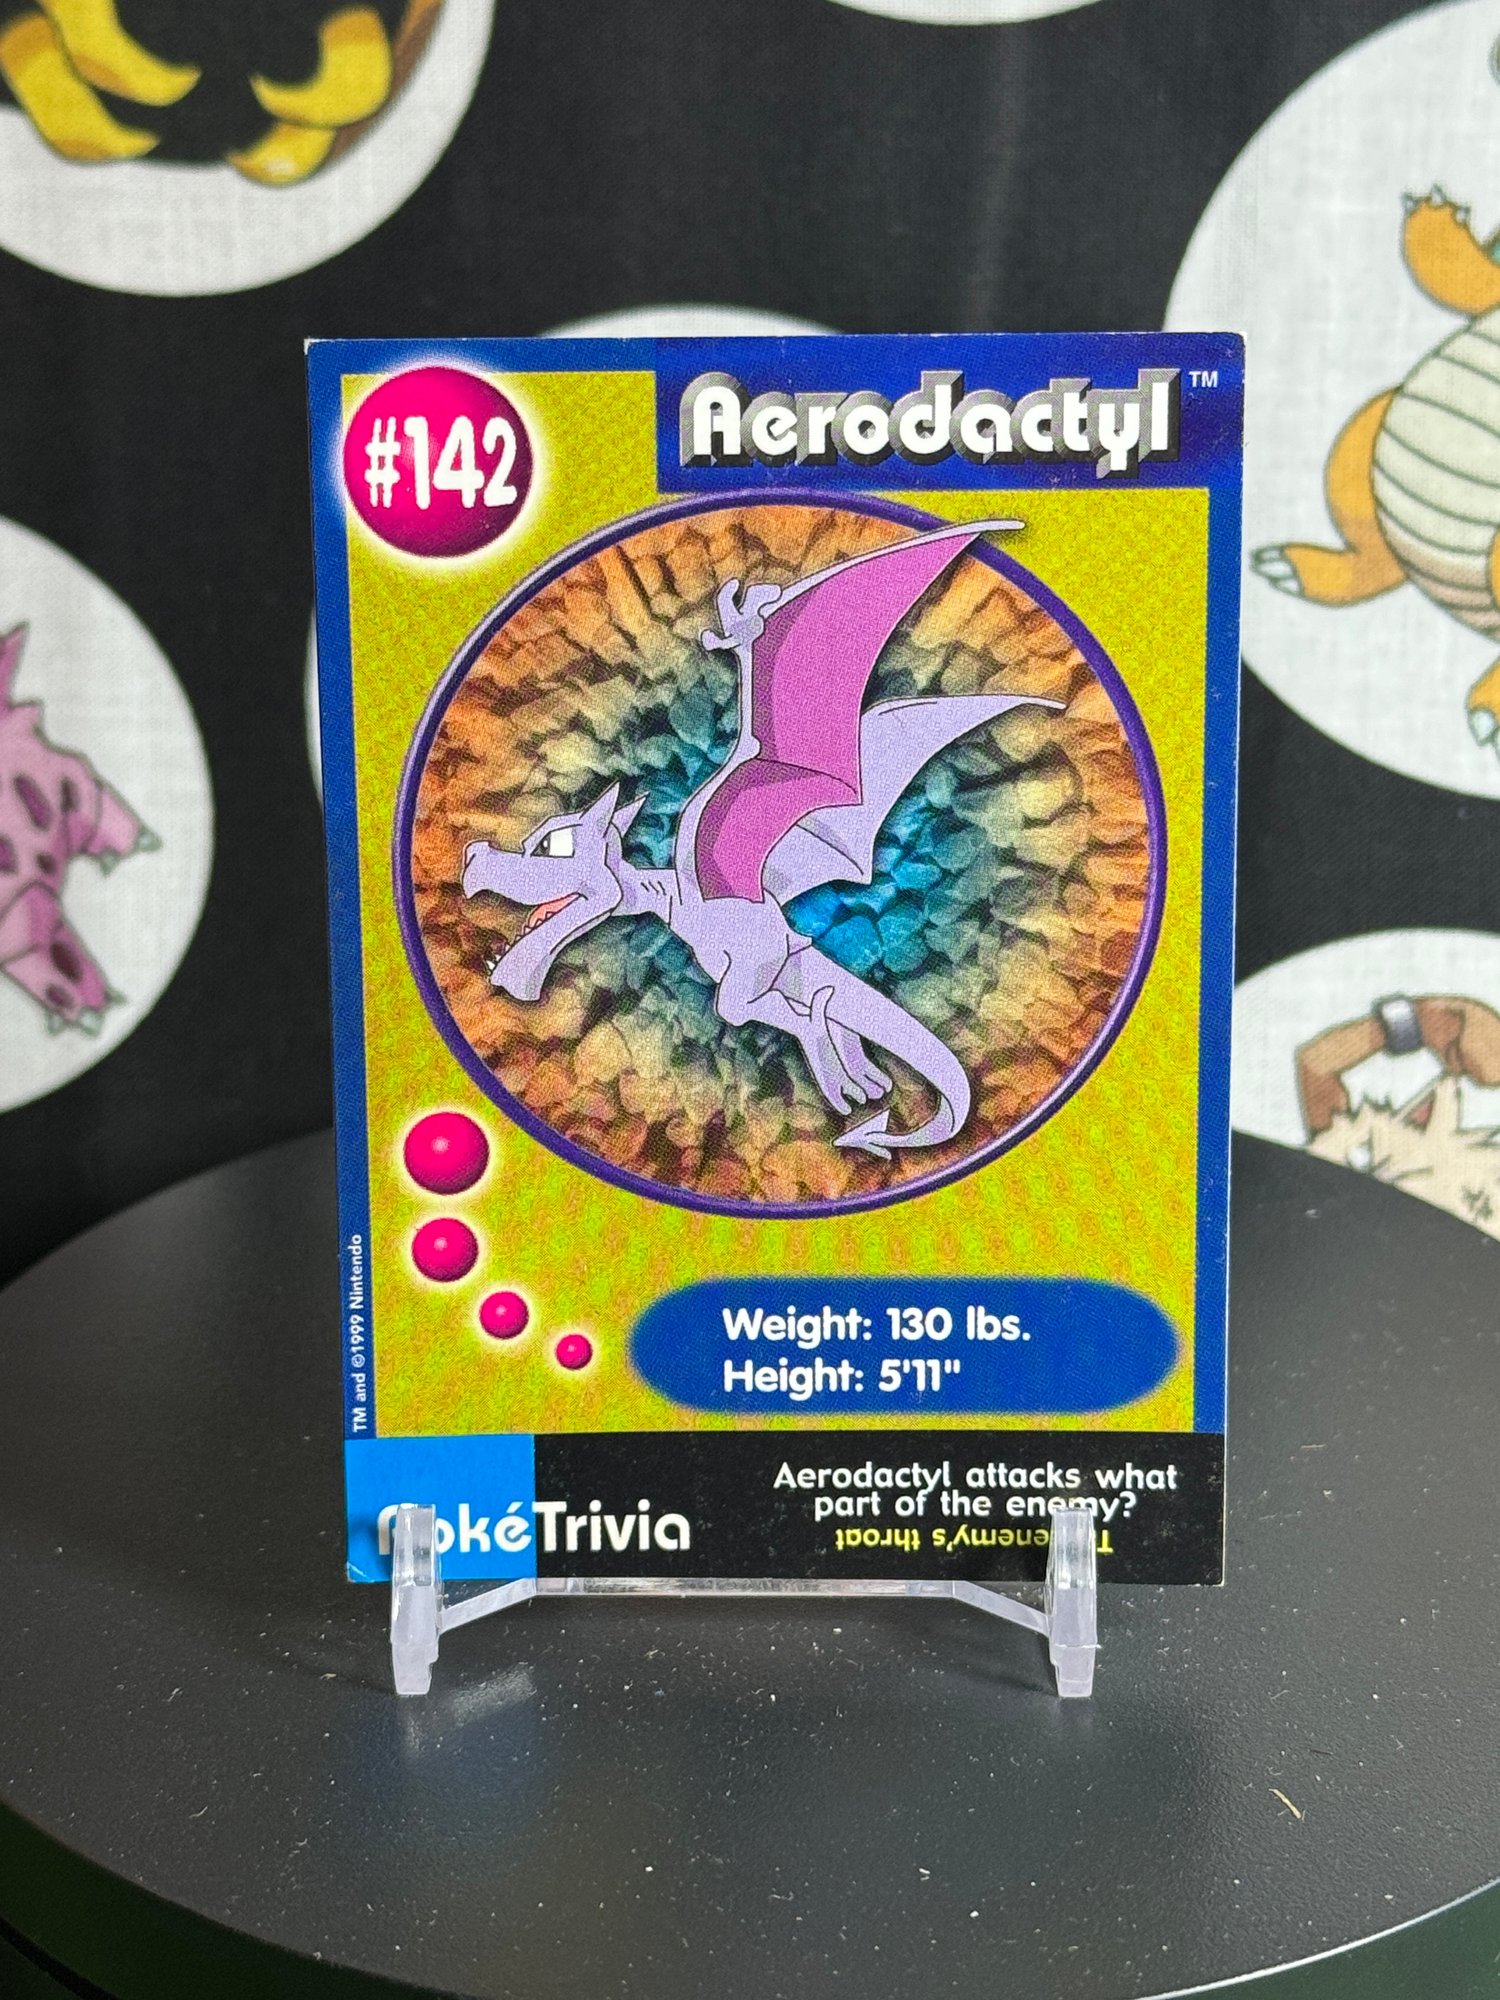 #142
Aerodactyl™
TM and ©1999 Nintendo
Weight: 130 lbs.
Height: 5'11"
PokéTrivia
Aerodactyl attacks what
part of the enemy?
enemy's throat